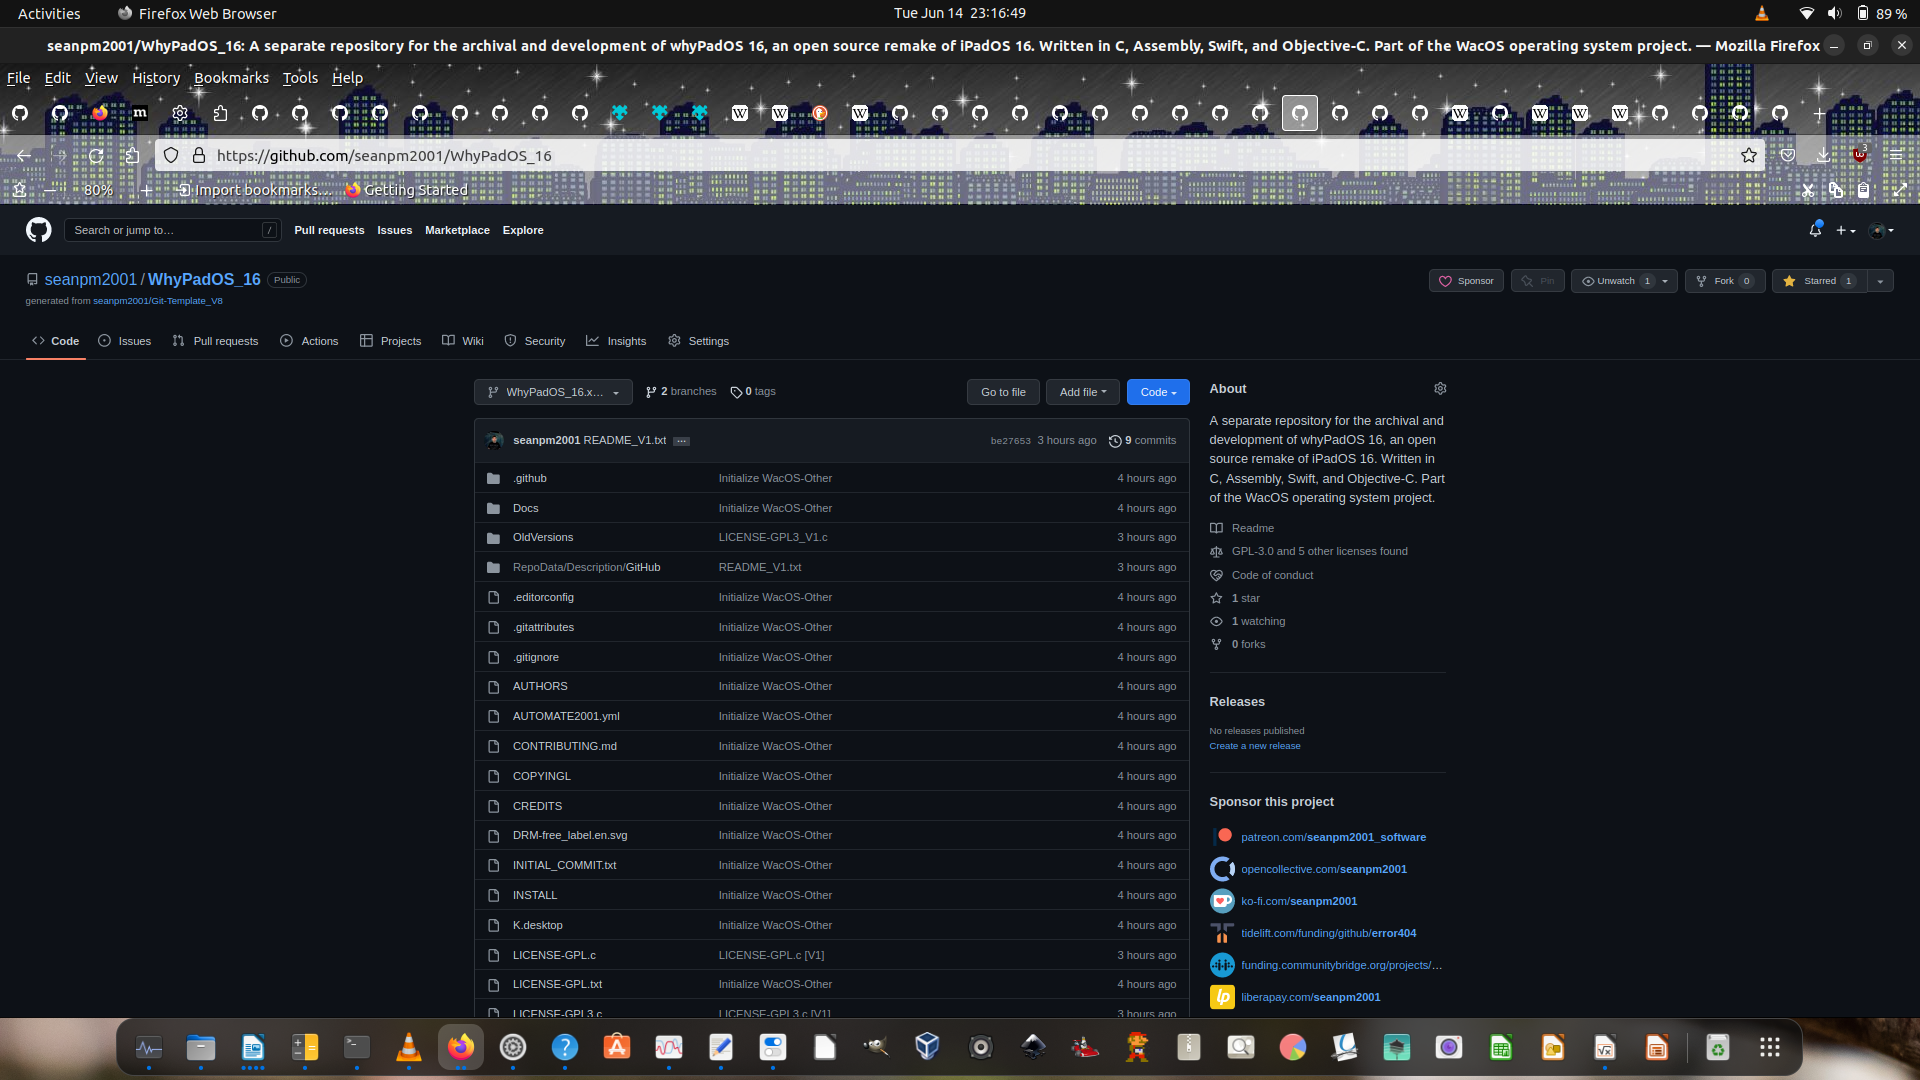 Activities
Firefox Web Browser
Tue Jun 14 23:16:49
89 %
seanpm2001/WhyPadOS_16: A separate repository for the archival and development of whyPadOS 16, an open source remake of iPadOS 16. Written in C, Assembly, Swift, and Objective-C. Part of the WacOS operating system project. — Mozilla Firefox
File Edit View History Bookmarks Tools Help
https://github.com/seanpm2001/WhyPadOS_16
3
80%
Import bookmarks...
Getting Started
Search or jump to...
/
Pull requests Issues Marketplace Explore
seanpm2001 / WhyPadOS_16 Public
generated from seanpm2001/Git-Template_V8
Sponsor
Pin
Unwatch 1
Fork 0
Starred 1
Code Issues Pull requests Actions Projects Wiki Security Insights Settings
WhyPadOS_16.x... 2 branches 0 tags
Go to file
Add file
Code
seanpm2001 README_V1.txt be27653 3 hours ago 9 commits
.github Initialize WacOS-Other 4 hours ago
Docs Initialize WacOS-Other 4 hours ago
OldVersions LICENSE-GPL3_V1.c 3 hours ago
RepoData/Description/GitHub README_V1.txt 3 hours ago
.editorconfig Initialize WacOS-Other 4 hours ago
.gitattributes Initialize WacOS-Other 4 hours ago
.gitignore Initialize WacOS-Other 4 hours ago
AUTHORS Initialize WacOS-Other 4 hours ago
AUTOMATE2001.yml Initialize WacOS-Other 4 hours ago
CONTRIBUTING.md Initialize WacOS-Other 4 hours ago
COPYINGL Initialize WacOS-Other 4 hours ago
CREDITS Initialize WacOS-Other 4 hours ago
DRM-free_label.en.svg Initialize WacOS-Other 4 hours ago
INITIAL_COMMIT.txt Initialize WacOS-Other 4 hours ago
INSTALL Initialize WacOS-Other 4 hours ago
K.desktop Initialize WacOS-Other 4 hours ago
LICENSE-GPL.c LICENSE-GPL.c [V1] 3 hours ago
LICENSE-GPL.txt Initialize WacOS-Other 4 hours ago
LICENSE-GPL3.c LICENSE-GPL3.c [V1] 3 hours ago
About
A separate repository for the archival and
development of whyPadOS 16, an open
source remake of iPadOS 16. Written in
C, Assembly, Swift, and Objective-C. Part
of the WacOS operating system project.
Readme
GPL-3.0 and 5 other licenses found
Code of conduct
1 star
1 watching
0 forks
Releases
No releases published
Create a new release
Sponsor this project
patreon.com/seanpm2001_software
opencollective.com/seanpm2001
ko-fi.com/seanpm2001
tidelift.com/funding/github/error404
funding.communitybridge.org/projects/...
liberapay.com/seanpm2001